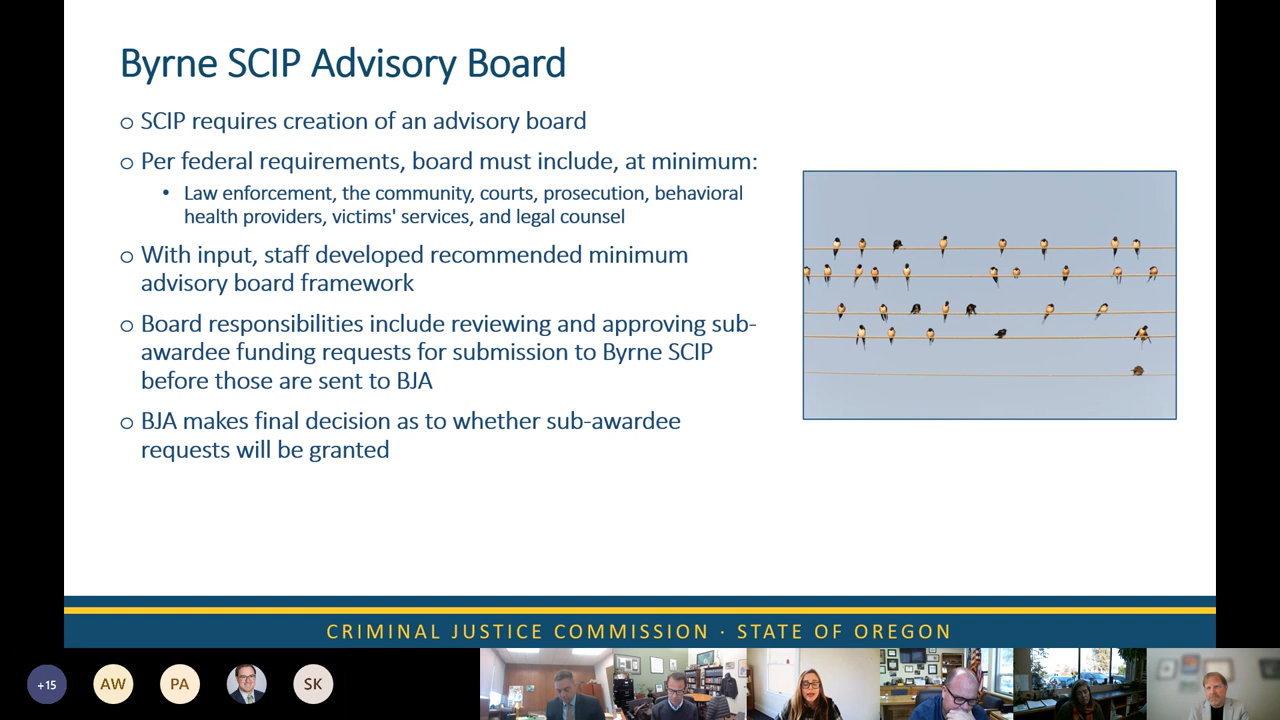 Byrne SCIP Advisory Board
o SCIP requires creation of an advisory board
o Per federal requirements, board must include, at minimum:
• Law enforcement, the community, courts, prosecution, behavioral
health providers, victims' services, and legal counsel
o With input, staff developed recommended minimum
advisory board framework
o Board responsibilities include reviewing and approving sub-
awardee funding requests for submission to Byrne SCIP
before those are sent to BJA
o BJA makes final decision as to whether sub-awardee
requests will be granted
CRIMINAL JUSTICE COMMISSION · STATE OF OREGON
+15 AW PA SK